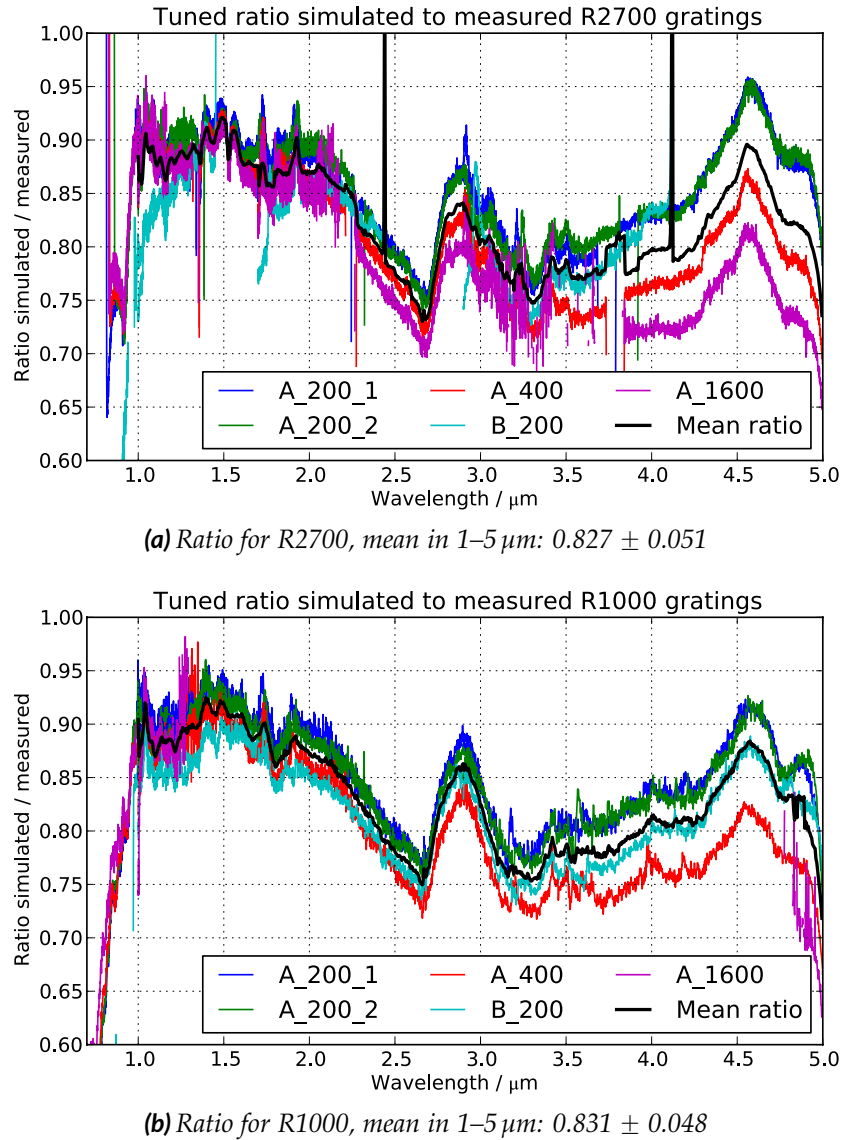 Tuned ratio simulated to measured R2700 gratings
1.00
0.95
0.90
0.85
0.80
0.75
0.70
0.65
0.60
Ratio simulated / measured
A_200_1 A_400 A_1600
A_200_2 B_200 Mean ratio
1.0 1.5 2.0 2.5 3.0 3.5 4.0 4.5 5.0
Wavelength / μm
(a) Ratio for R2700, mean in 1–5 μm: 0.827 ± 0.051
Tuned ratio simulated to measured R1000 gratings
1.00
0.95
0.90
0.85
0.80
0.75
0.70
0.65
0.60
Ratio simulated / measured
A_200_1 A_400 A_1600
A_200_2 B_200 Mean ratio
1.0 1.5 2.0 2.5 3.0 3.5 4.0 4.5 5.0
Wavelength / μm
(b) Ratio for R1000, mean in 1–5 μm: 0.831 ± 0.048